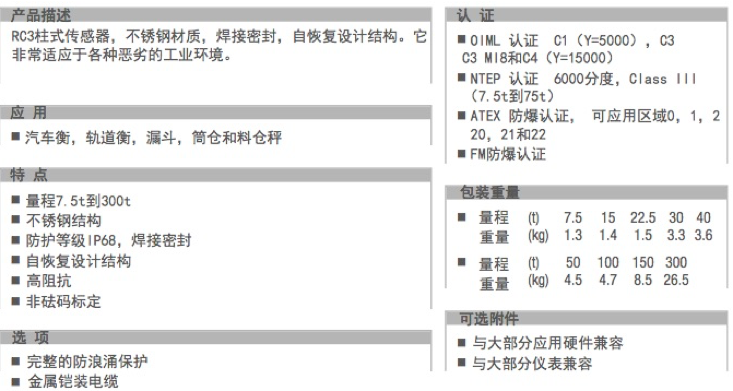 产品描述
RC3柱式传感器，不锈钢材质，焊接密封，自恢复设计结构。它
非常适应于各种恶劣的工业环境。
应 用
■ 汽车衡，轨道衡，漏斗，筒仓和料仓秤
特 点
■ 量程7.5t到300t
■ 不锈钢结构
■ 防护等级IP68，焊接密封
■ 自恢复设计结构
■ 高阻抗
■ 非砝码标定
选 项
■ 完整的防浪涌保护
■ 金属铠装电缆
认 证
■ OIML 认证 C1（Y=5000），C3
C3 MI8和C4（Y=15000）
■ NTEP 认证 6000分度，Class III
（7.5t到75t）
■ ATEX 防爆认证， 可应用区域0，1，2
20，21和22
■ FM防爆认证
包装重量
■ 量程 (t) 7.5 15 22.5 30 40
重量 (kg) 1.3 1.4 1.5 3.3 3.6
■ 量程 (t) 50 100 150 300
重量 (kg) 4.5 4.7 8.5 26.5
可选附件
■ 与大部分应用硬件兼容
■ 与大部分仪表兼容